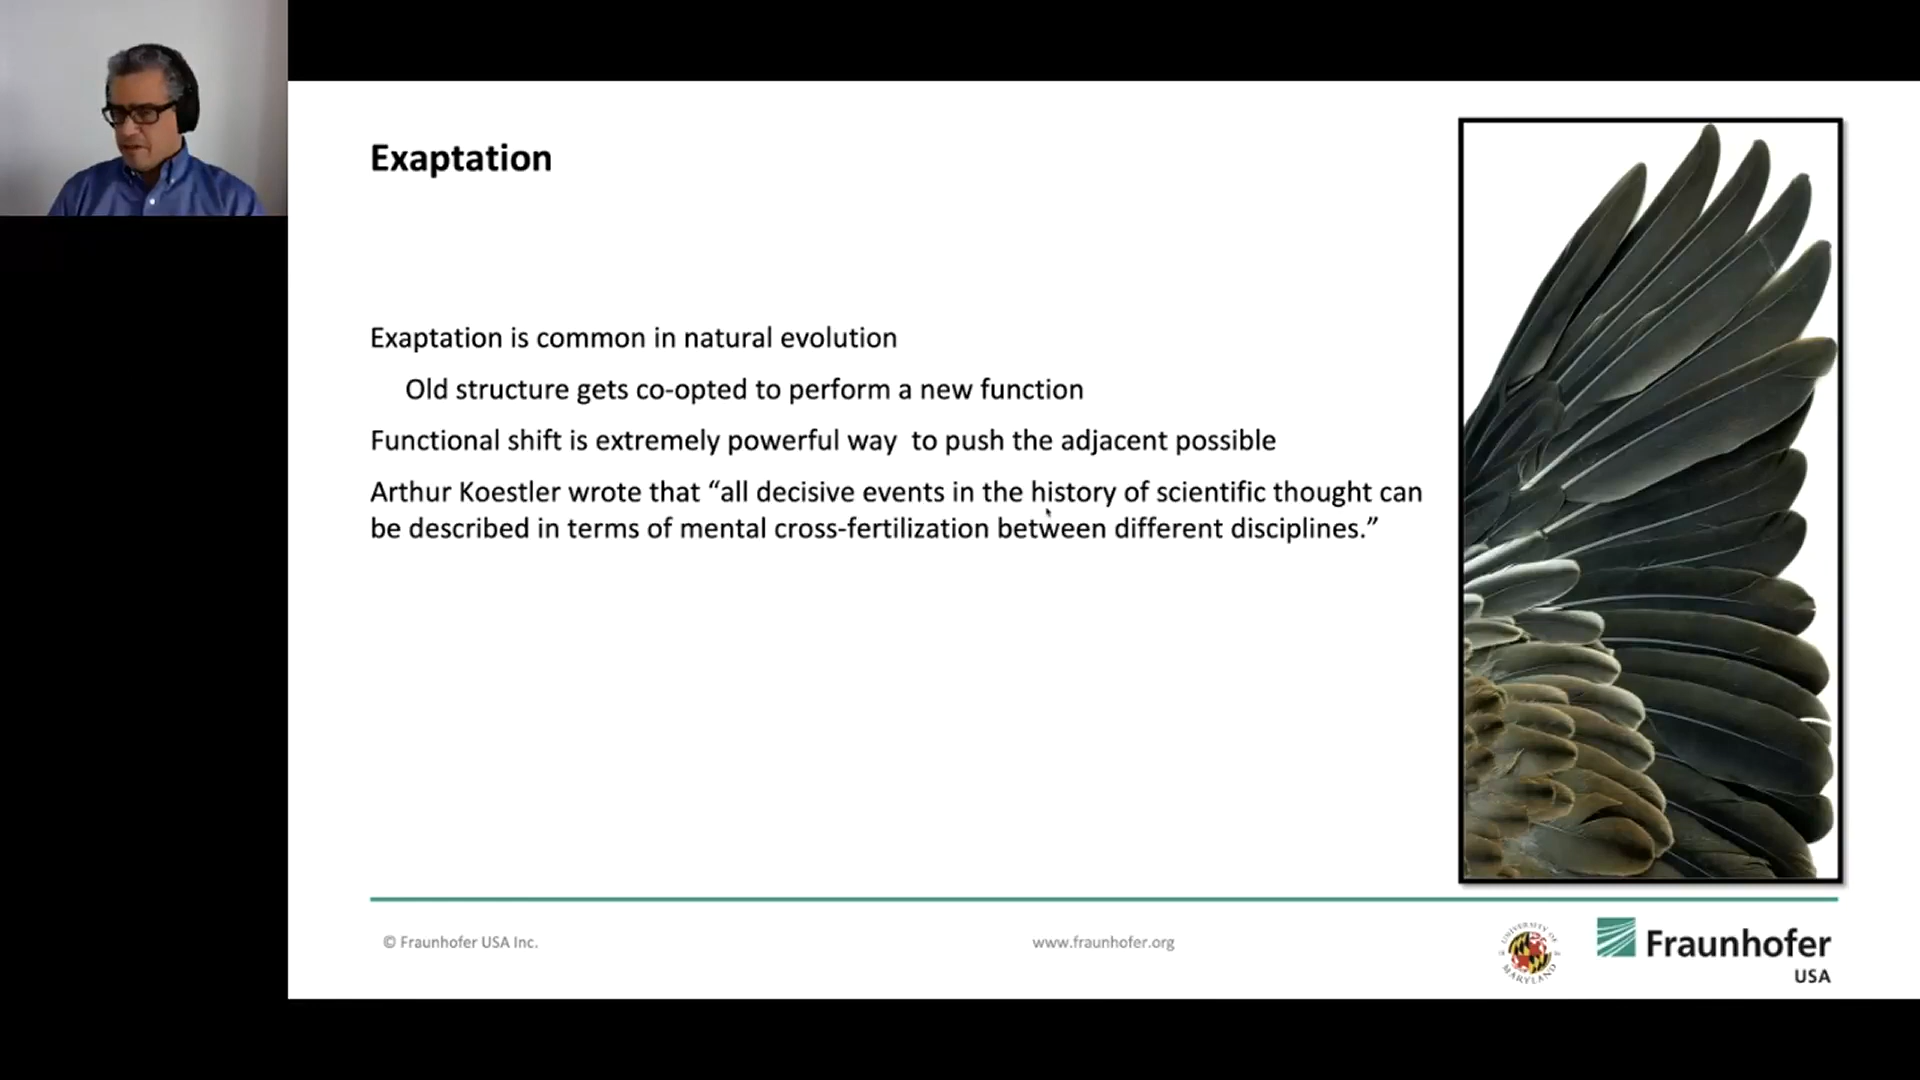 Exaptation
Exaptation is common in natural evolution
Old structure gets co-opted to perform a new function
Functional shift is extremely powerful way  to push the adjacent possible
Arthur Koestler wrote that “all decisive events in the history of scientific thought can
be described in terms of mental cross-fertilization between different disciplines.”
© Fraunhofer USA Inc.
www.fraunhofer.org
UNIVERSITY OF
MARYLAND
Fraunhofer
USA